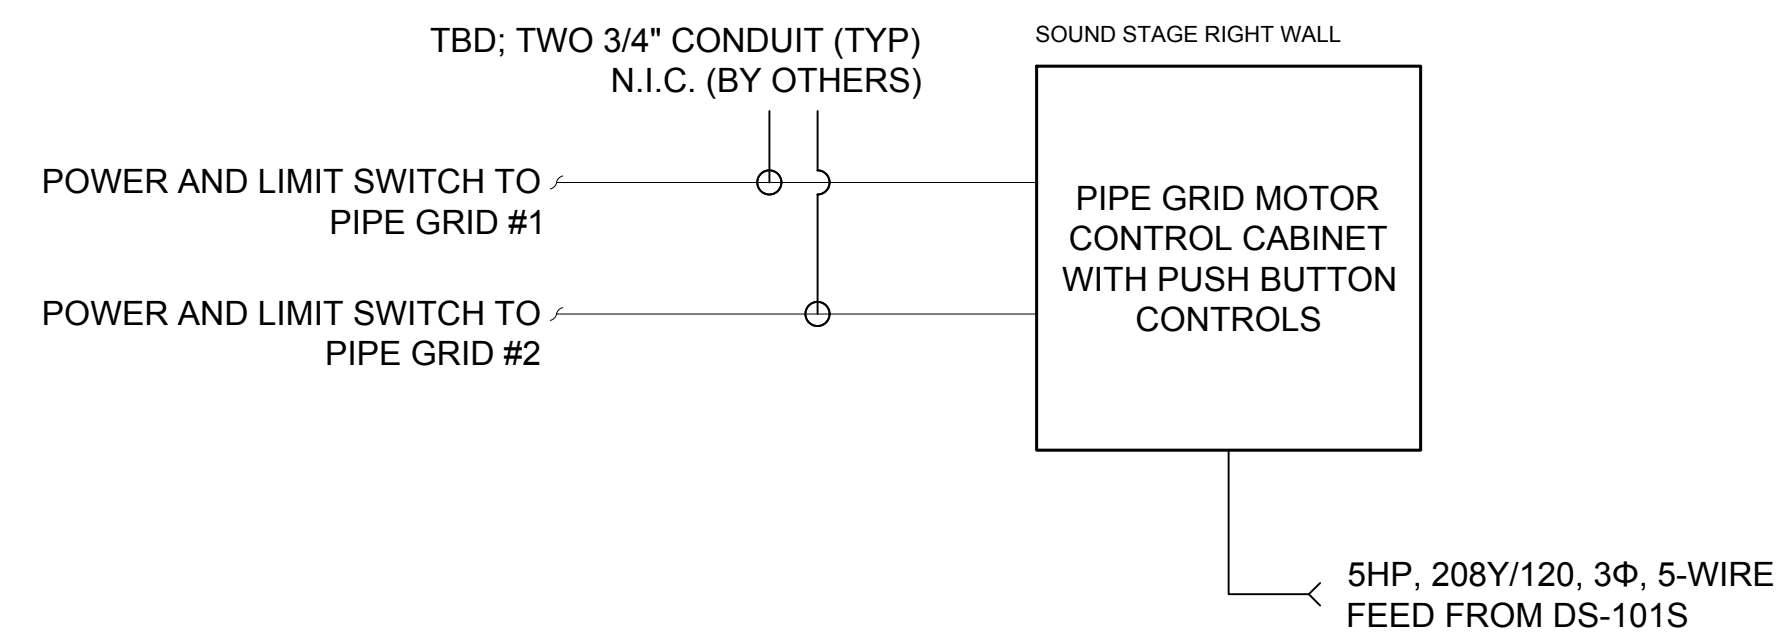 TBD; TWO 3/4" CONDUIT (TYP)
N.I.C. (BY OTHERS)
SOUND STAGE RIGHT WALL
POWER AND LIMIT SWITCH TO
PIPE GRID #1
POWER AND LIMIT SWITCH TO
PIPE GRID #2
PIPE GRID MOTOR
CONTROL CABINET
WITH PUSH BUTTON
CONTROLS
5HP, 208Y/120, 3Φ, 5-WIRE
FEED FROM DS-101S